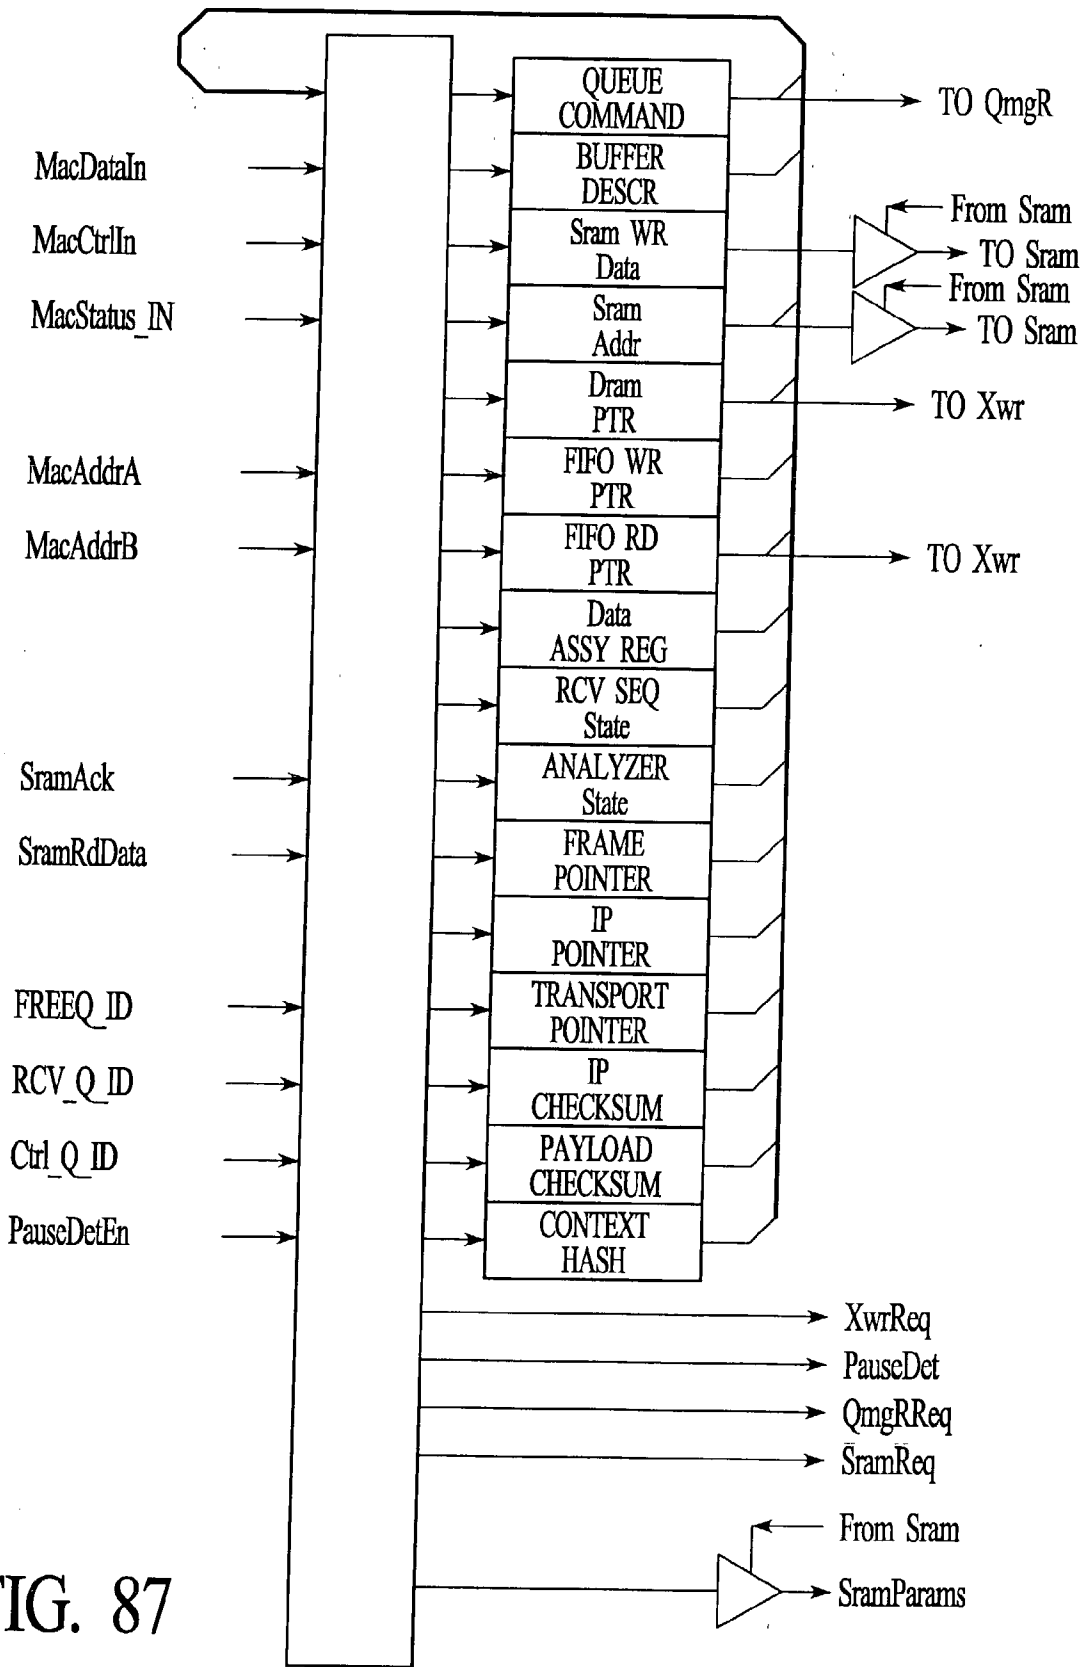 QUEUE
COMMAND
TO QmgR
MacDataIn
BUFFER
DESCR
MacCtrlIn
Sram WR
Data
From Sram
TO Sram
MacStatus_IN
Sram
Addr
From Sram
TO Sram
Dram
PTR
TO Xwr
MacAddrA
FIFO WR
PTR
MacAddrB
FIFO RD
PTR
TO Xwr
Data
ASSY REG
RCV SEQ
State
SramAck
ANALYZER
State
SramRdData
FRAME
POINTER
IP
POINTER
FREEQ_ID
TRANSPORT
POINTER
RCV_Q_ID
IP
CHECKSUM
Ctrl_Q_ID
PAYLOAD
CHECKSUM
PauseDetEn
CONTEXT
HASH
XwrReq
PauseDet
QmgRReq
SramReq
From Sram
SramParams
FIG. 87